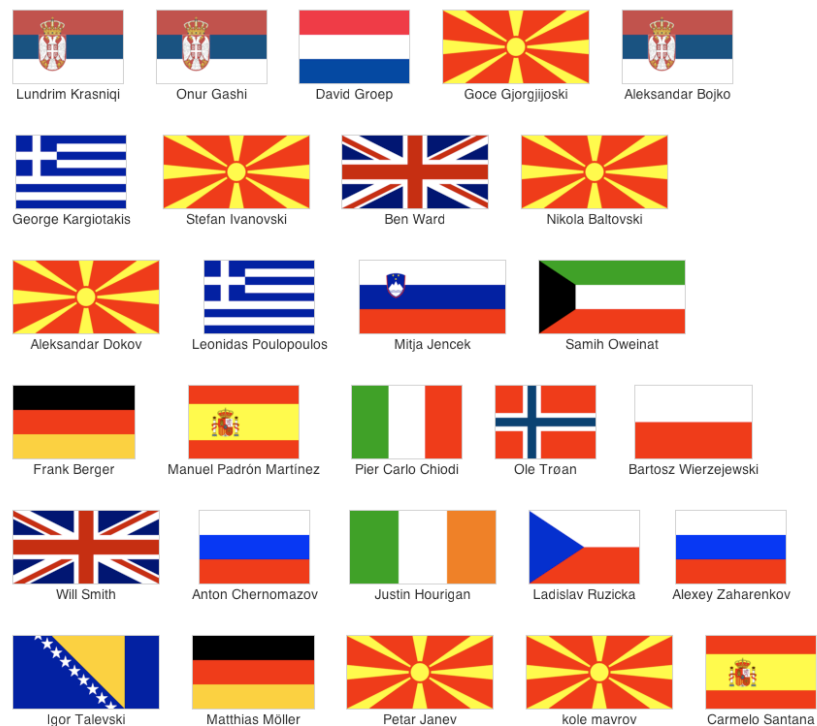 Lundrim Krasniqi Onur Gashi David Groep Goce Gjorgjijoski Aleksandar Bojko
George Kargiotakis Stefan Ivanovski Ben Ward Nikola Baltovski
Aleksandar Dokov Leonidas Poulopoulos Mitja Jencek Samih Oweinat
Frank Berger Manuel Padrón Martínez Pier Carlo Chiodi Ole Trøan Bartosz Wierzejewski
Will Smith Anton Chernomazov Justin Hourigan Ladislav Ruzicka Alexey Zaharenkov
Igor Talevski Matthias Möller Petar Janev kole mavrov Carmelo Santana